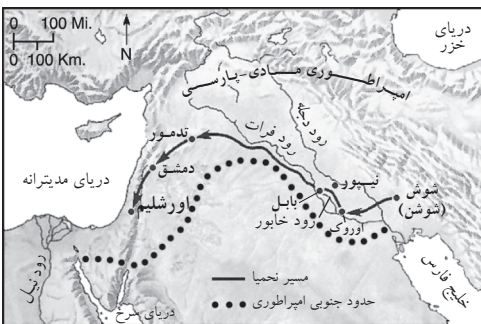 0 100 Mi.
0 100 Km.
N
دریای
خزر
امپراطوری مادی-پارسی
رود دجله
رود فرات
تدمور
دمشق
اورشلیم
دریای مدیترانه
نیپور
بابل
رود خابور
اوروک
شوش
(شوشن)
خلیج فارس
رود نیل
دریای سرخ
مسیر نحمیا
حدود جنوبی امپراطوری